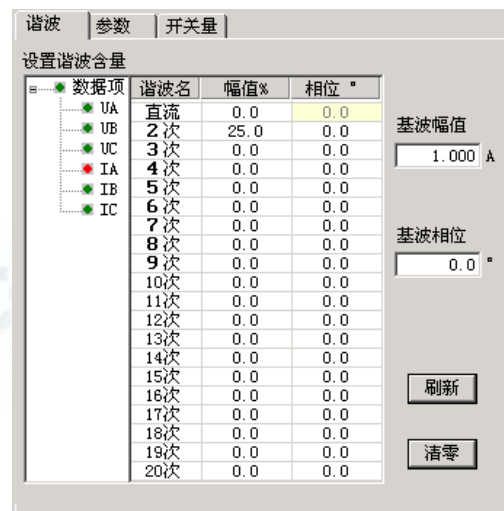 谐波 参数 开关量
设置谐波含量
数据项
UA
UB
UC
IA
IB
IC
谐波名 幅值% 相位 °
直流 0.0 0.0
2次 25.0 0.0
3次 0.0 0.0
4次 0.0 0.0
5次 0.0 0.0
6次 0.0 0.0
7次 0.0 0.0
8次 0.0 0.0
9次 0.0 0.0
10次 0.0 0.0
11次 0.0 0.0
12次 0.0 0.0
13次 0.0 0.0
14次 0.0 0.0
15次 0.0 0.0
16次 0.0 0.0
17次 0.0 0.0
18次 0.0 0.0
19次 0.0 0.0
20次 0.0 0.0
基波幅值
1.000 A
基波相位
0.0 °
刷新
清零